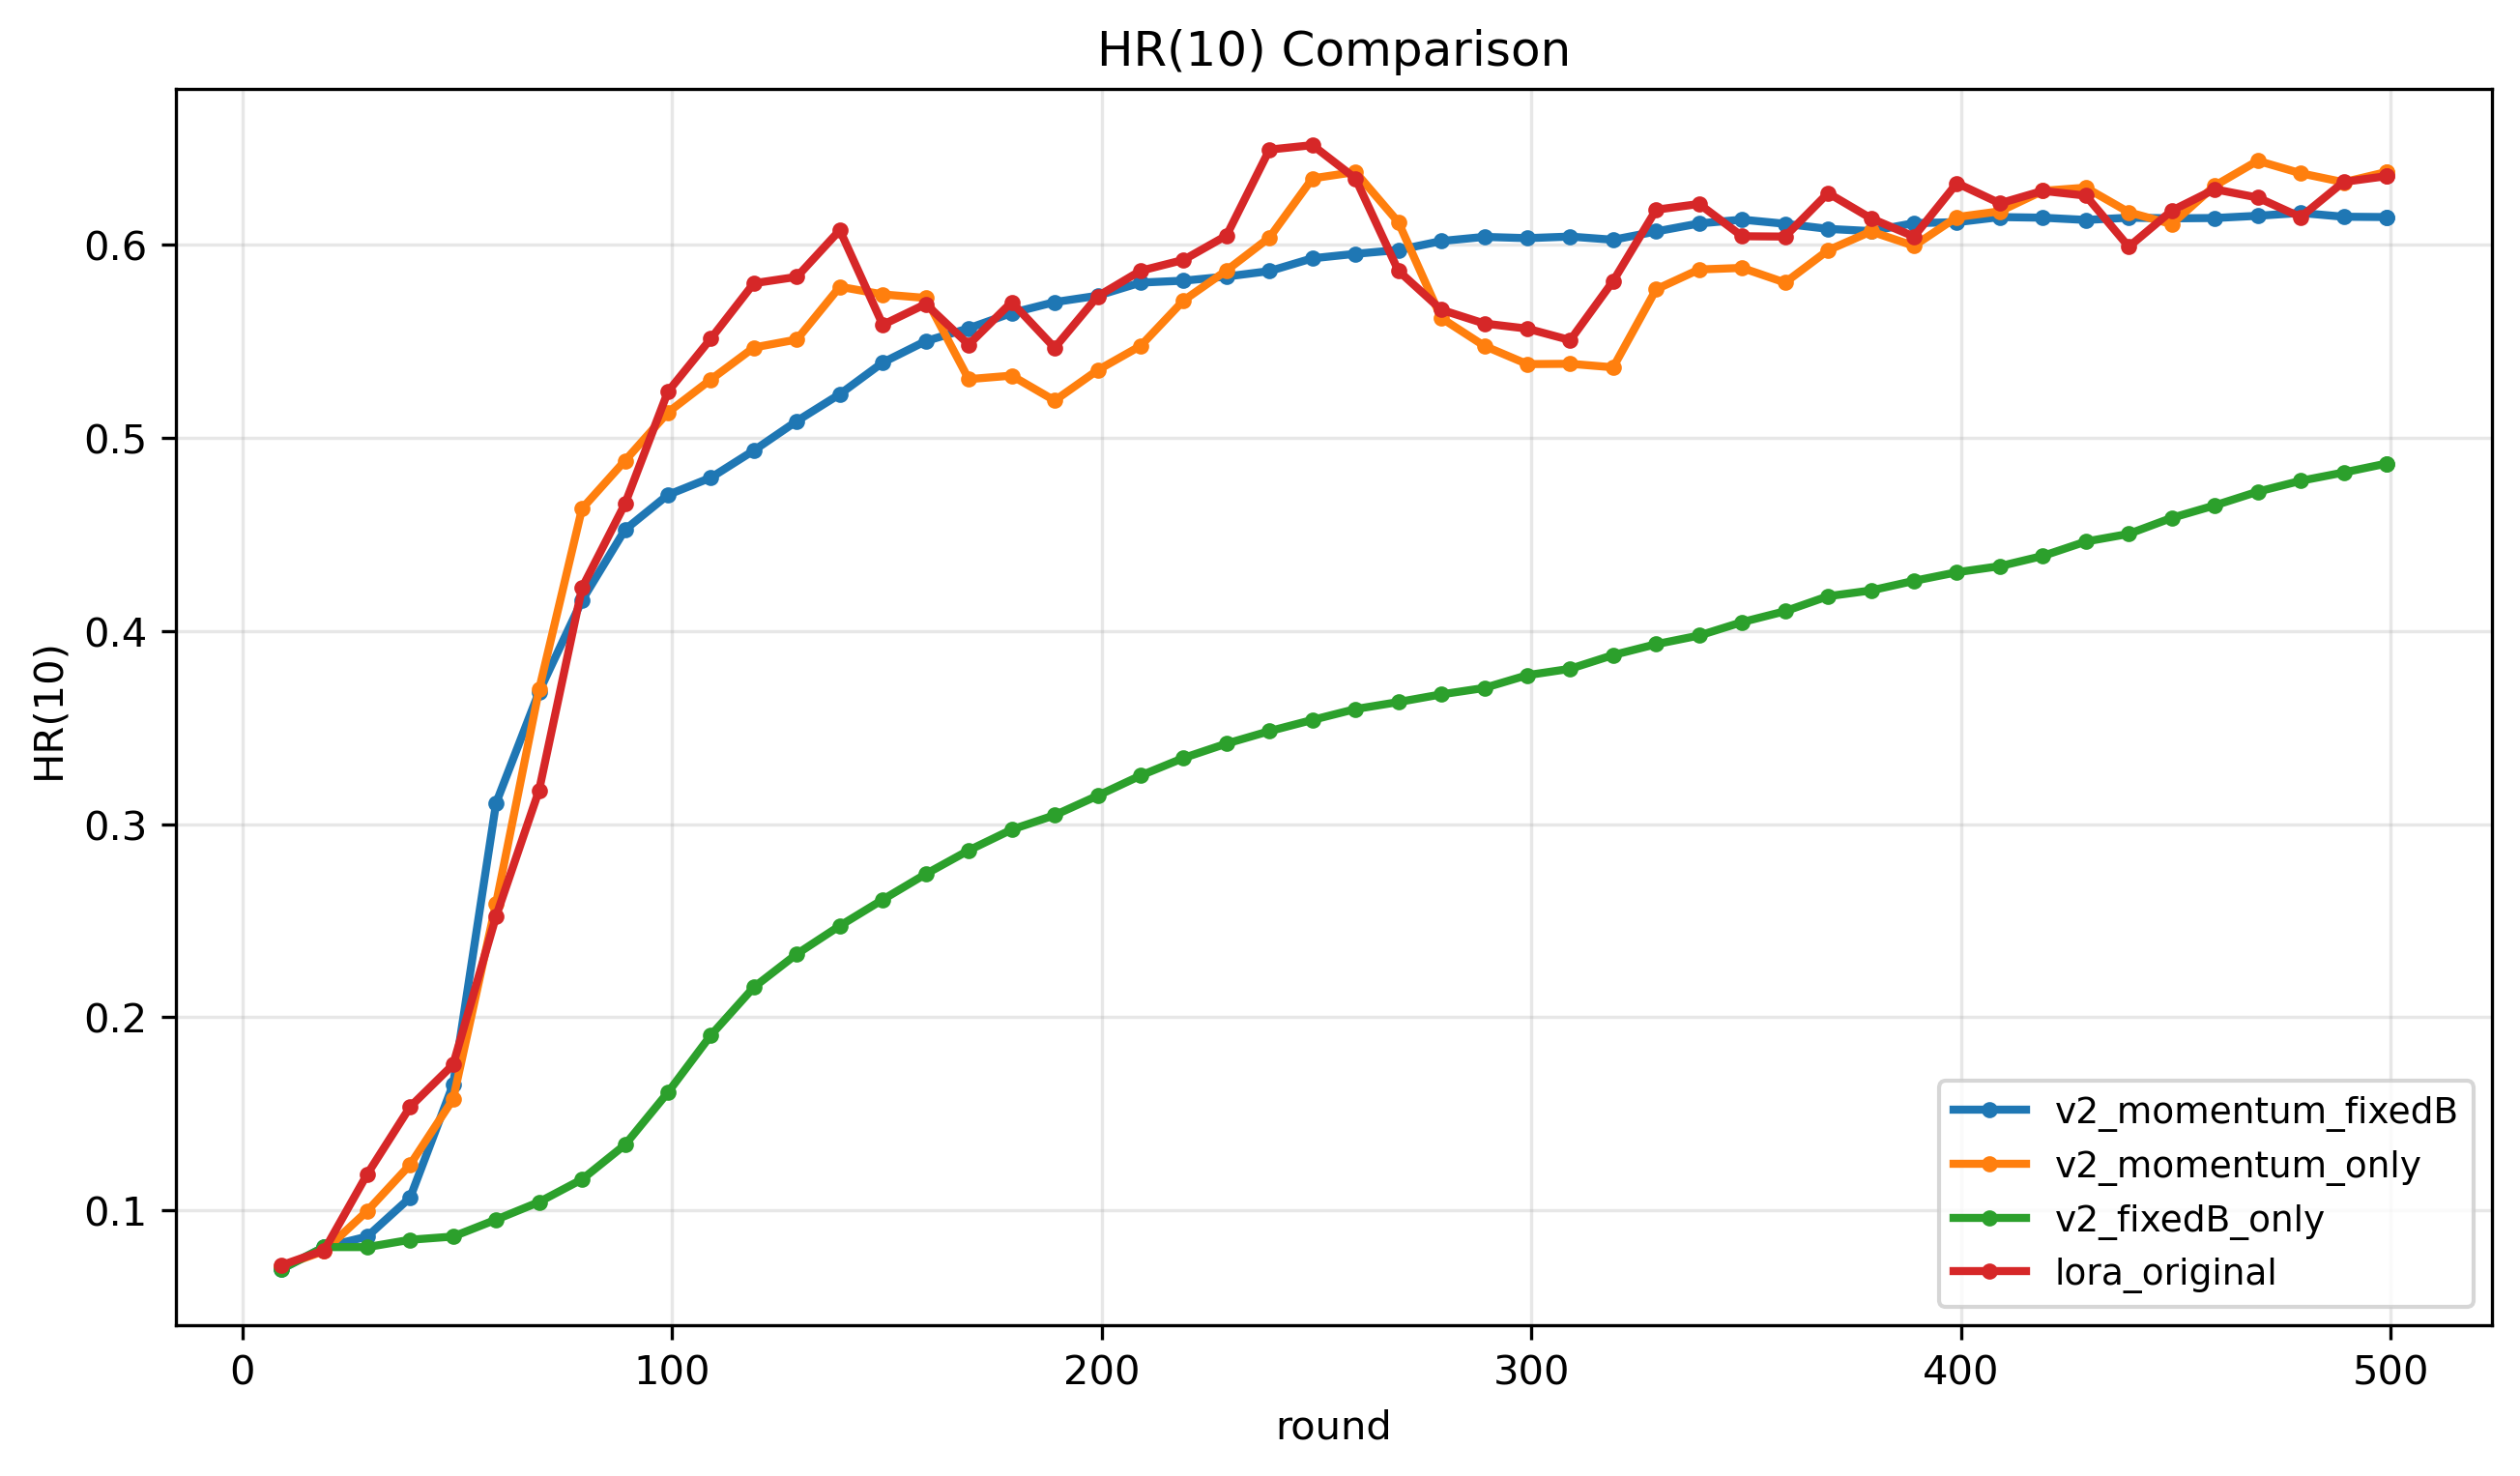 HR(10) Comparison
HR(10)
0.6
0.5
0.4
0.3
0.2
0.1
0 100 200 300 400 500
round
v2_momentum_fixedB
v2_momentum_only
v2_fixedB_only
lora_original